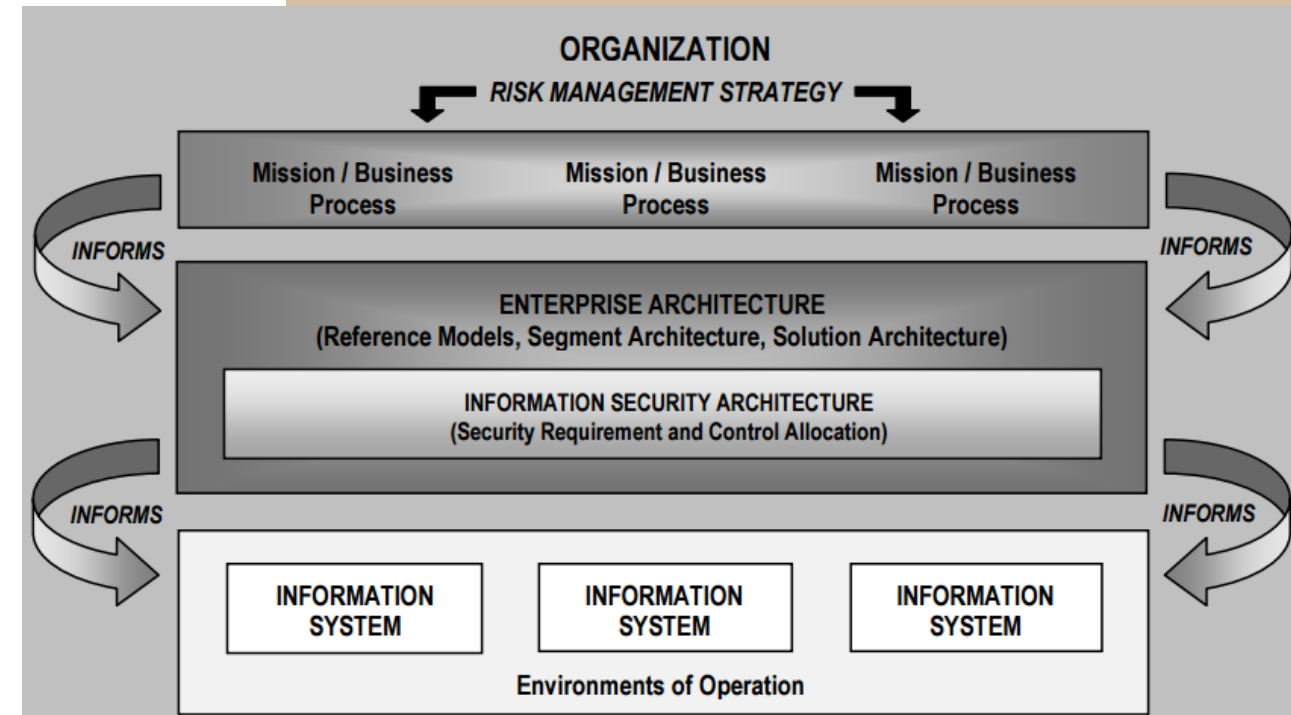 ORGANIZATION
RISK MANAGEMENT STRATEGY
Mission / Business Mission / Business Mission / Business
Process Process Process
INFORMS INFORMS
ENTERPRISE ARCHITECTURE
(Reference Models, Segment Architecture, Solution Architecture)
INFORMATION SECURITY ARCHITECTURE
(Security Requirement and Control Allocation)
INFORMS INFORMS
INFORMATION INFORMATION INFORMATION
SYSTEM SYSTEM SYSTEM
Environments of Operation